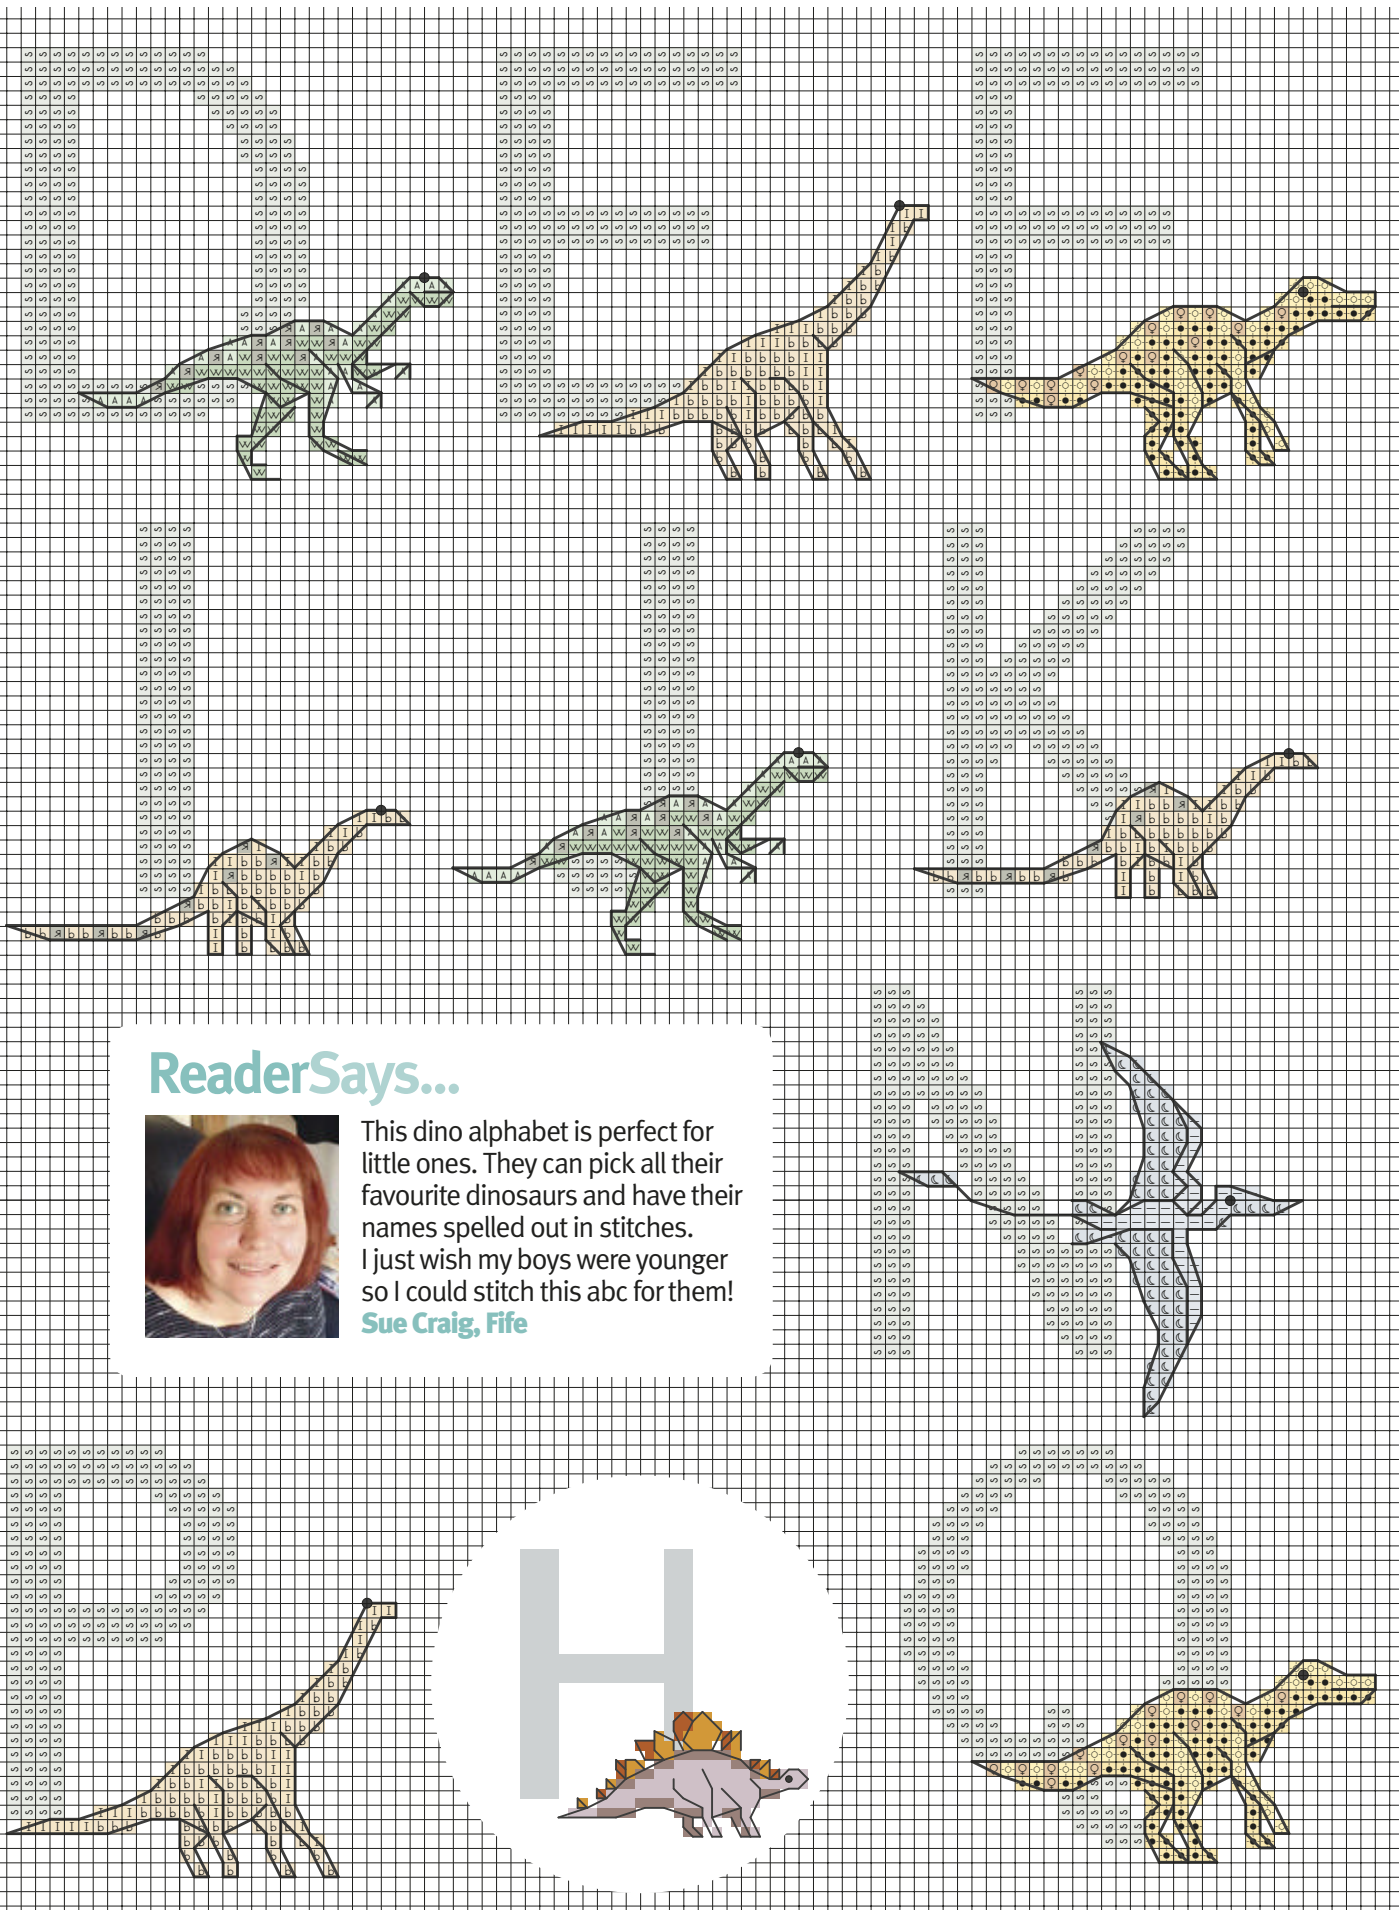 ReaderSays...
This dino alphabet is perfect for
little ones. They can pick all their
favourite dinosaurs and have their
names spelled out in stitches.
I just wish my boys were younger
so I could stitch this abc for them!
Sue Craig, Fife
H